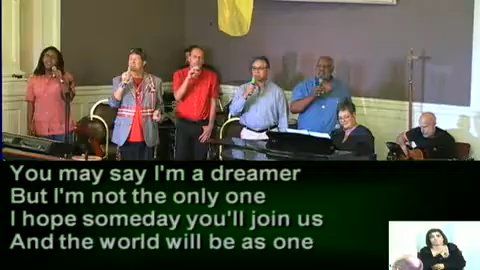 You may say I'm a dreamer
But I'm not the only one
I hope someday you'll join us
And the world will be as one